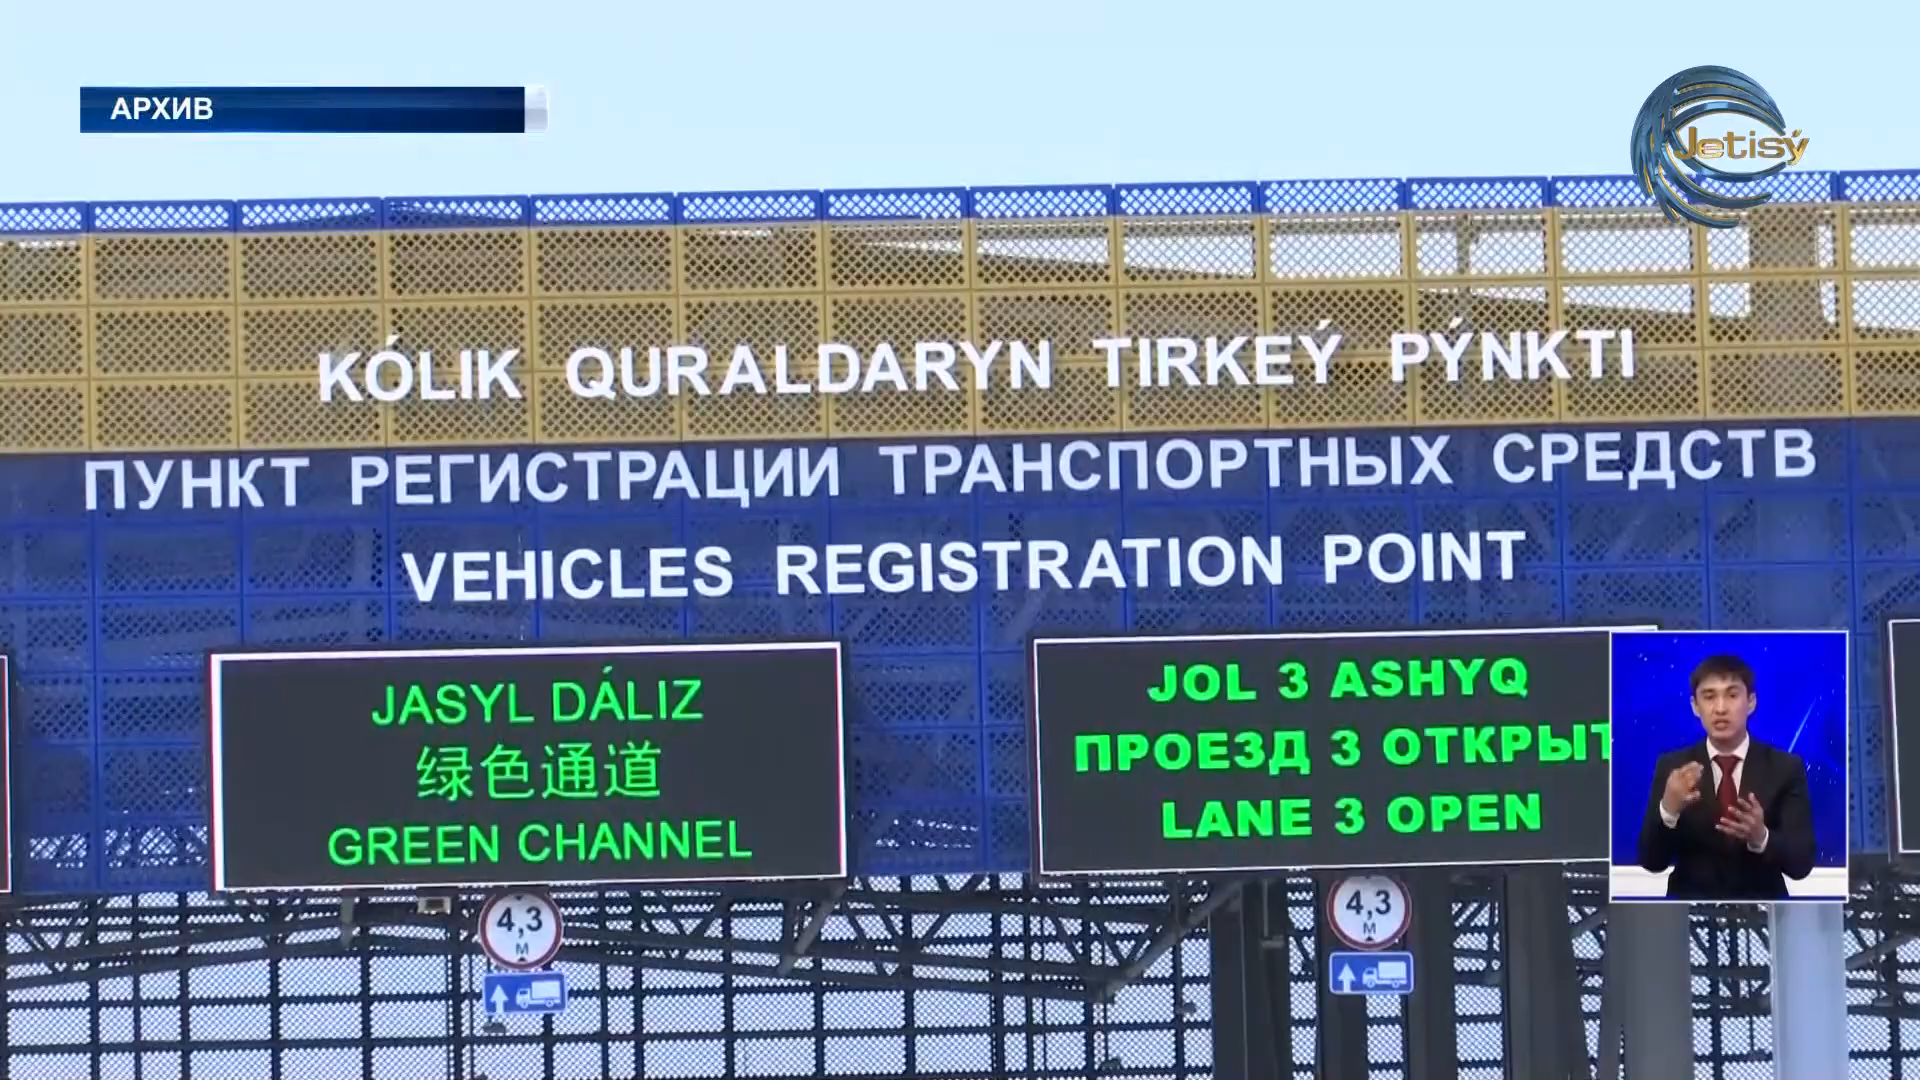 АРХИВ
Jetisý
KÓLIK QURALDARYN TIRKEÝ PÝNKTI
ПУНКТ РЕГИСТРАЦИИ ТРАНСПОРТНЫХ СРЕДСТВ
VEHICLES REGISTRATION POINT
JASYL DÁLIZ
绿色通道
GREEN CHANNEL
JOL 3 ASHYQ
ПРОЕЗД 3 ОТКРЫТ
LANE 3 OPEN
4,3
М
4,3
М